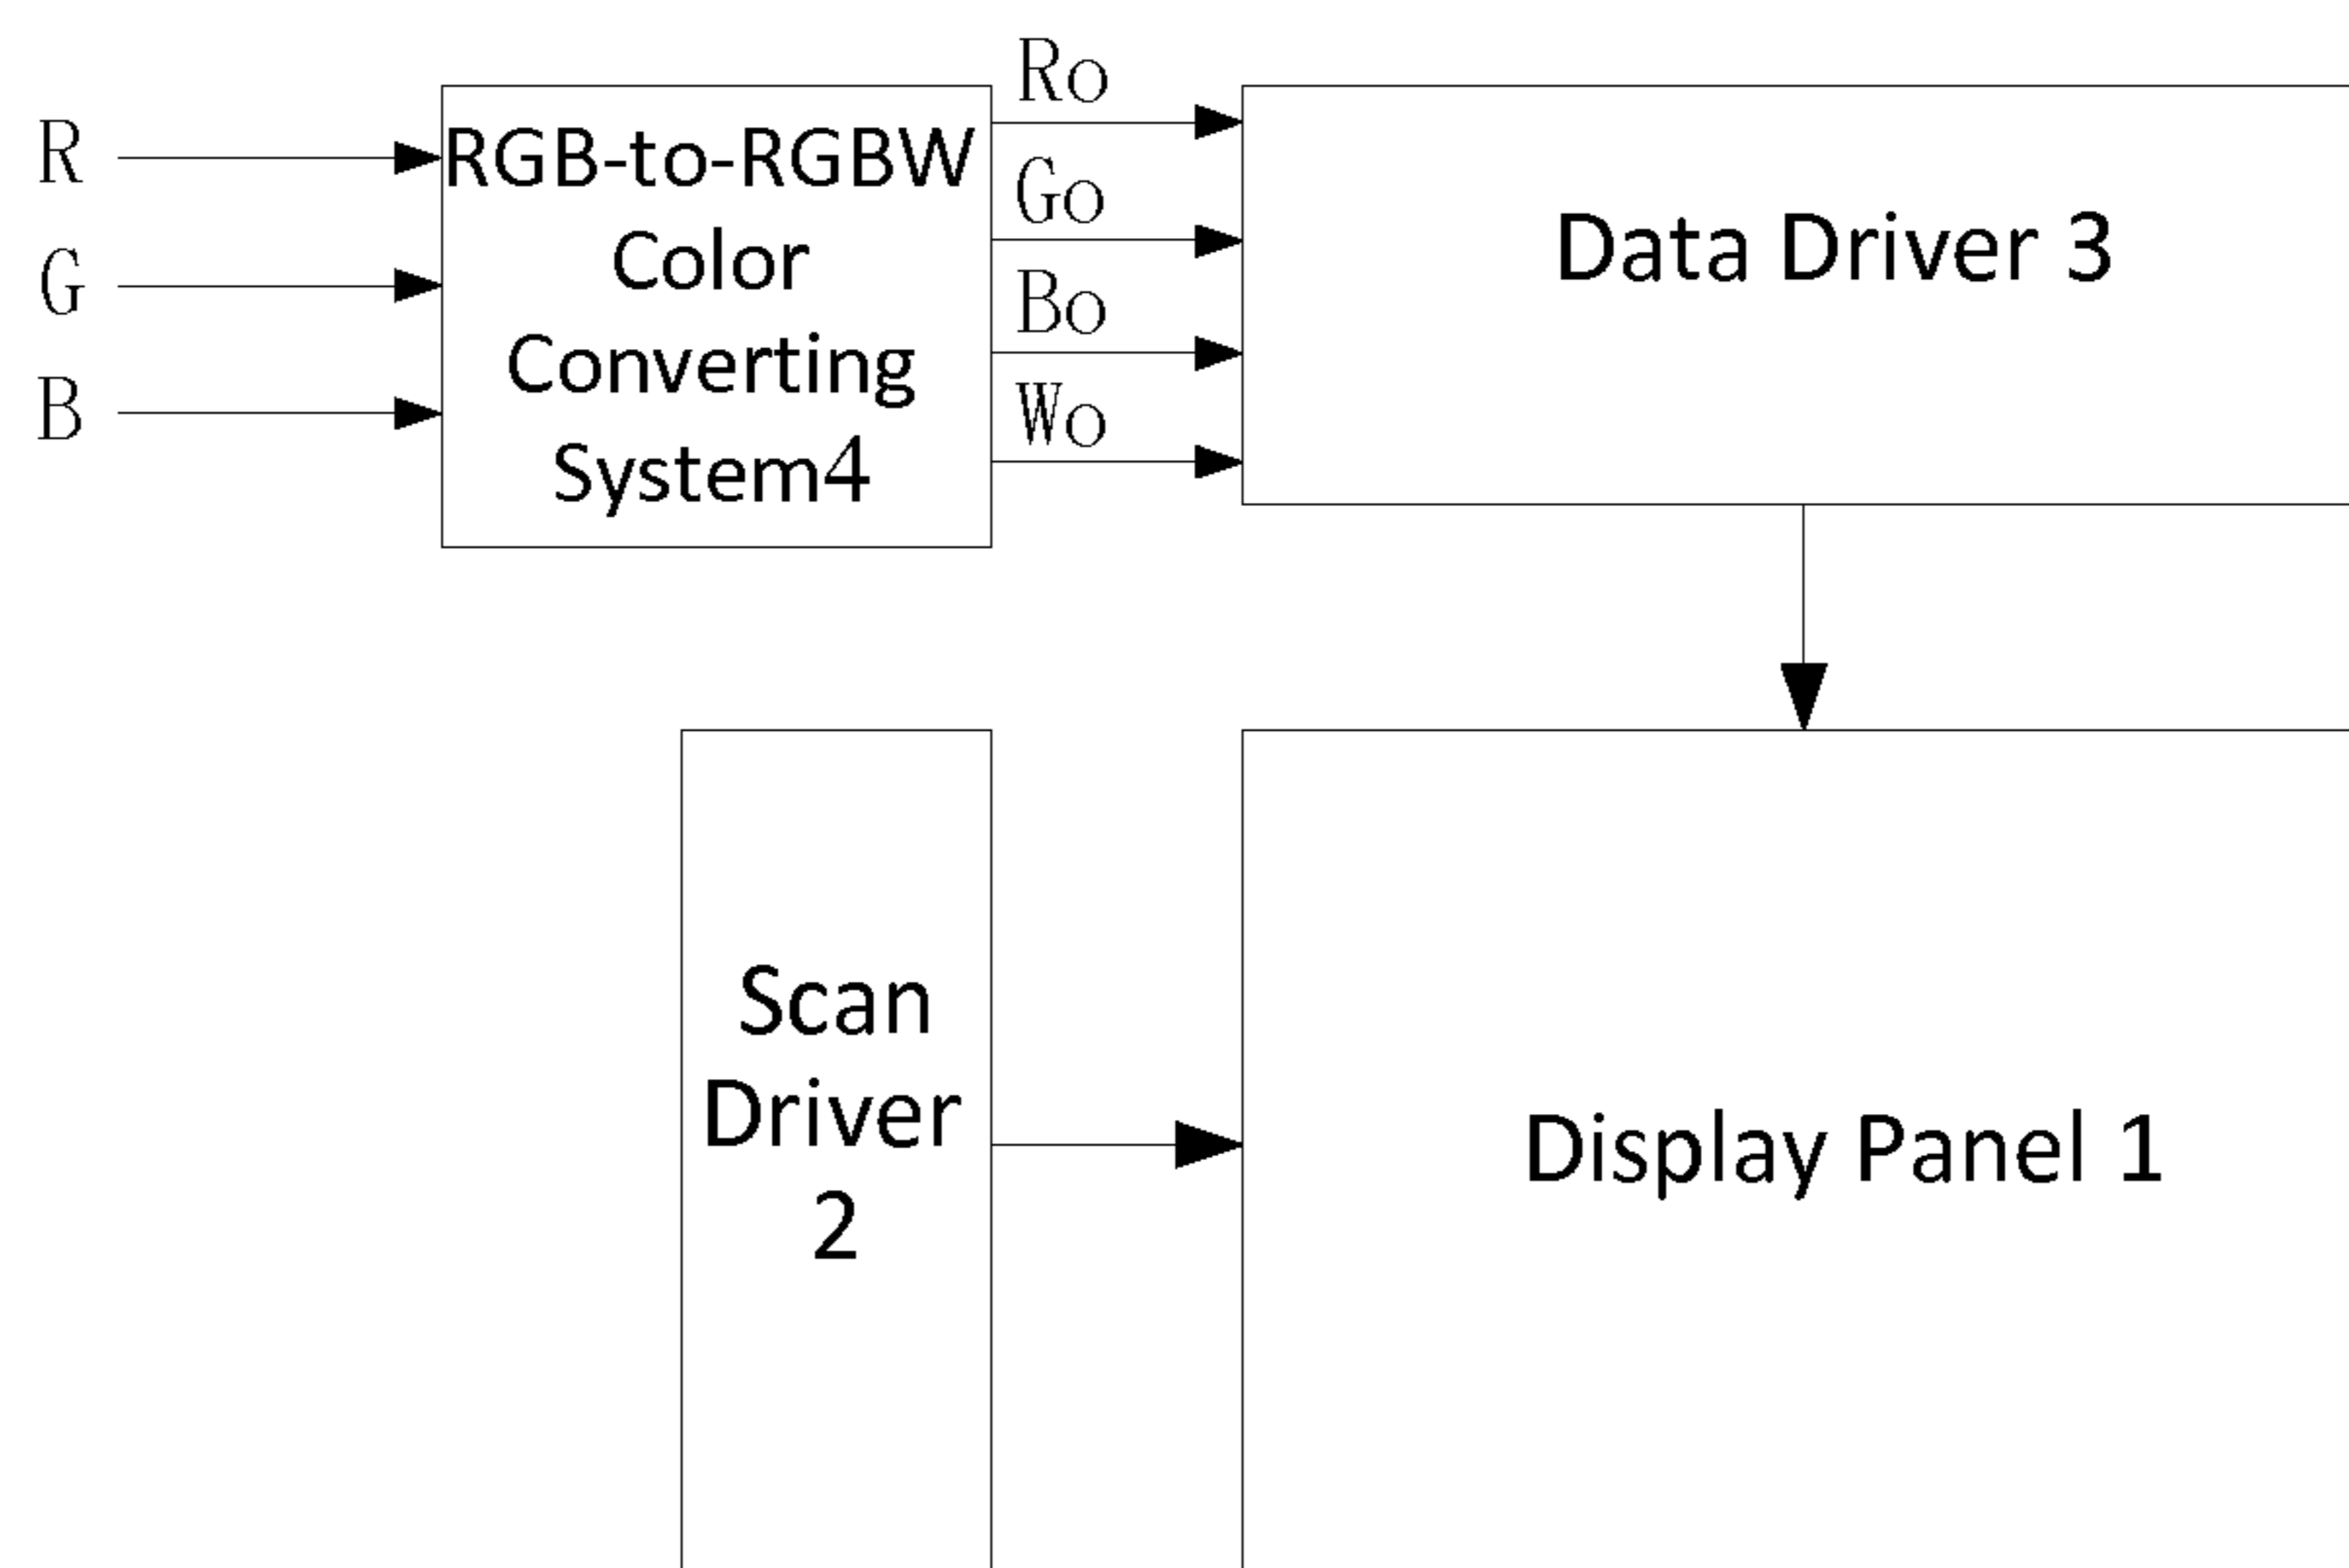 R
G
B
RGB-to-RGBW
Color
Converting
System4
Ro
Go
Bo
Wo
Data Driver 3
Scan
Driver
2
Display Panel 1